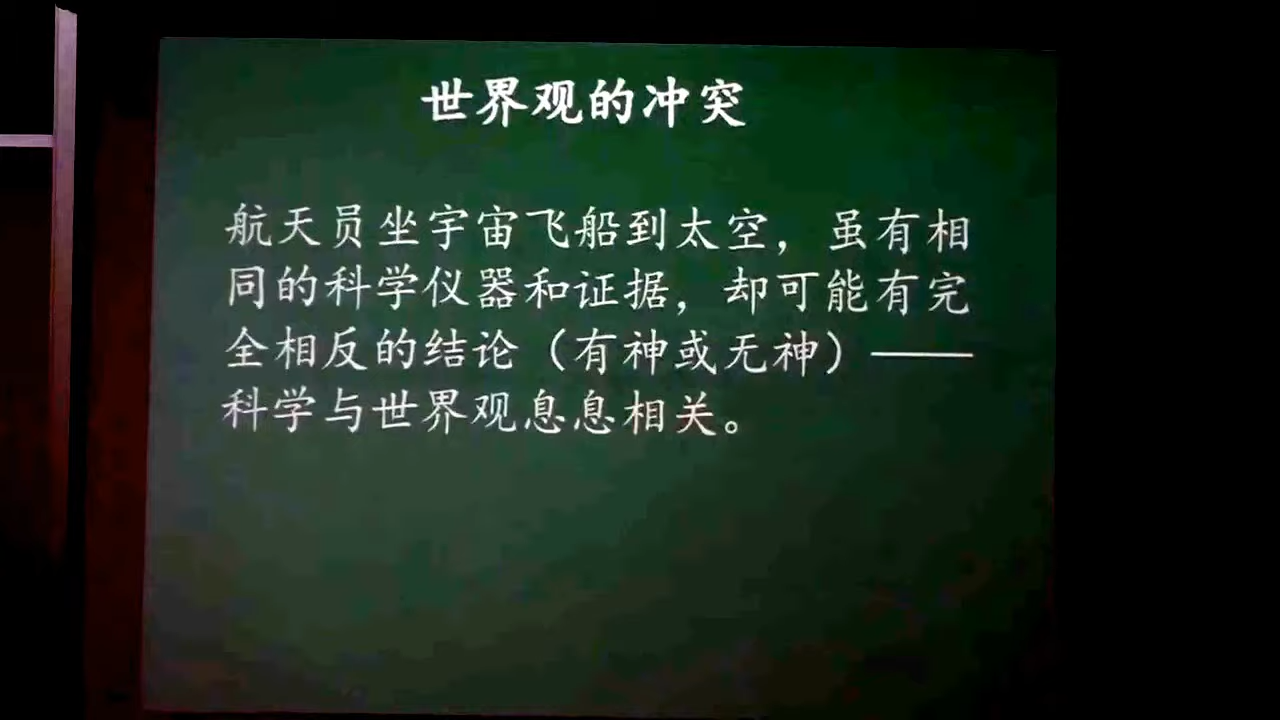 世界观的冲突
航天员坐宇宙飞船到太空，虽有相
同的科学仪器和证据，却可能有完
全相反的结论（有神或无神）——
科学与世界观息息相关。